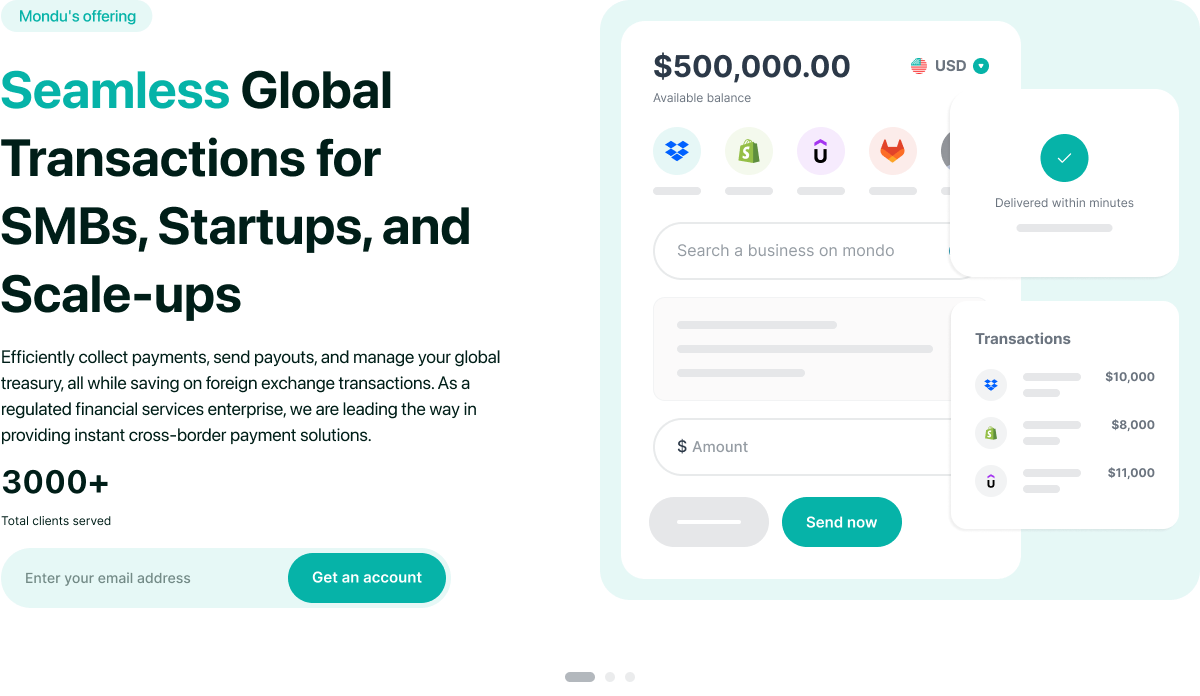 Mondu's offering
Seamless Global
Transactions for
SMBs, Startups, and
Scale-ups
Efficiently collect payments, send payouts, and manage your global
treasury, all while saving on foreign exchange transactions. As a
regulated financial services enterprise, we are leading the way in
providing instant cross-border payment solutions.
3000+
Total clients served
Enter your email address
Get an account
$500,000.00
USD
Available balance
Search a business on mondo
$ Amount
Send now
Delivered within minutes
Transactions
$10,000
$8,000
$11,000